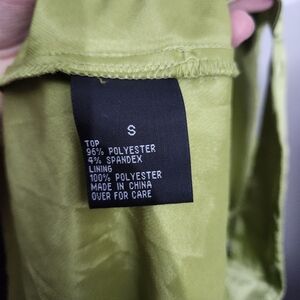 S
TOP
96% POLYESTER
4% SPANDEX
LINING
100% POLYESTER
MADE IN CHINA
OVER FOR CARE